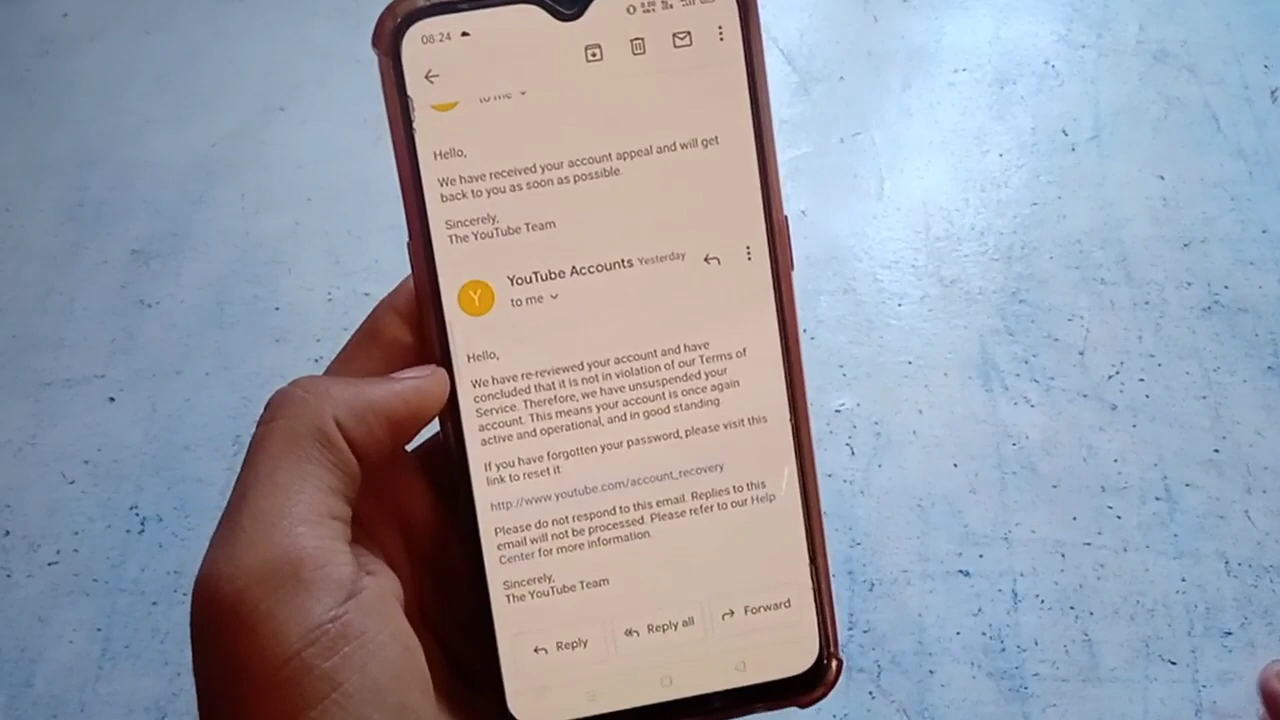 08:24
to me
Hello,
We have received your account appeal and will get
back to you as soon as possible.
Sincerely,
The YouTube Team
YouTube Accounts Yesterday
Y
to me
Hello,
We have re-reviewed your account and have
concluded that it is not in violation of our Terms of
Service. Therefore, we have unsuspended your
account. This means your account is once again
active and operational, and in good standing.
If you have forgotten your password, please visit this
link to reset it:
http://www.youtube.com/account_recovery
Please do not respond to this email. Replies to this
email will not be processed. Please refer to our Help
Center for more information.
Sincerely,
The YouTube Team
Reply
Reply all
Forward